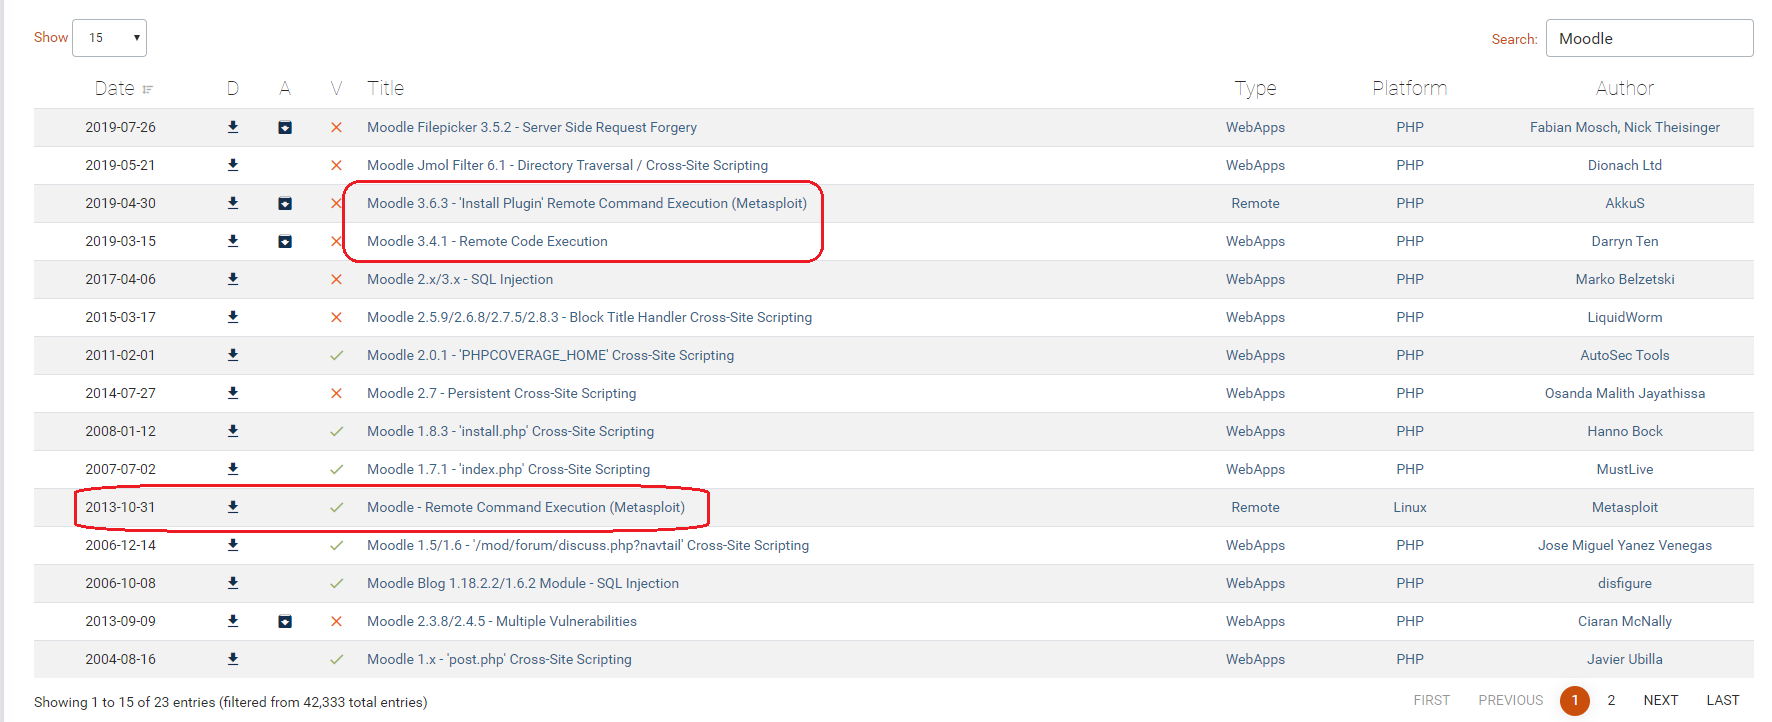 Show 15 Search: Moodle
Date D A V Title Type Platform Author
2019-07-26 Moodle Filepicker 3.5.2 - Server Side Request Forgery WebApps PHP Fabian Mosch, Nick Theisinger
2019-05-21 Moodle Jmol Filter 6.1 - Directory Traversal / Cross-Site Scripting WebApps PHP Dionach Ltd
2019-04-30 Moodle 3.6.3 - 'Install Plugin' Remote Command Execution (Metasploit) Remote PHP AkkuS
2019-03-15 Moodle 3.4.1 - Remote Code Execution WebApps PHP Darryn Ten
2017-04-06 Moodle 2.x/3.x - SQL Injection WebApps PHP Marko Belzetski
2015-03-17 Moodle 2.5.9/2.6.8/2.7.5/2.8.3 - Block Title Handler Cross-Site Scripting WebApps PHP LiquidWorm
2011-02-01 Moodle 2.0.1 - 'PHPCOVERAGE_HOME' Cross-Site Scripting WebApps PHP AutoSec Tools
2014-07-27 Moodle 2.7 - Persistent Cross-Site Scripting WebApps PHP Osanda Malith Jayathissa
2008-01-12 Moodle 1.8.3 - 'install.php' Cross-Site Scripting WebApps PHP Hanno Bock
2007-07-02 Moodle 1.7.1 - 'index.php' Cross-Site Scripting WebApps PHP MustLive
2013-10-31 Moodle - Remote Command Execution (Metasploit) Remote Linux Metasploit
2006-12-14 Moodle 1.5/1.6 - '/mod/forum/discuss.php?navtail' Cross-Site Scripting WebApps PHP Jose Miguel Yanez Venegas
2006-10-08 Moodle Blog 1.18.2.2/1.6.2 Module - SQL Injection WebApps PHP disfigure
2013-09-09 Moodle 2.3.8/2.4.5 - Multiple Vulnerabilities WebApps PHP Ciaran McNally
2004-08-16 Moodle 1.x - 'post.php' Cross-Site Scripting WebApps PHP Javier Ubilla
Showing 1 to 15 of 23 entries (filtered from 42,333 total entries) FIRST PREVIOUS 1 2 NEXT LAST